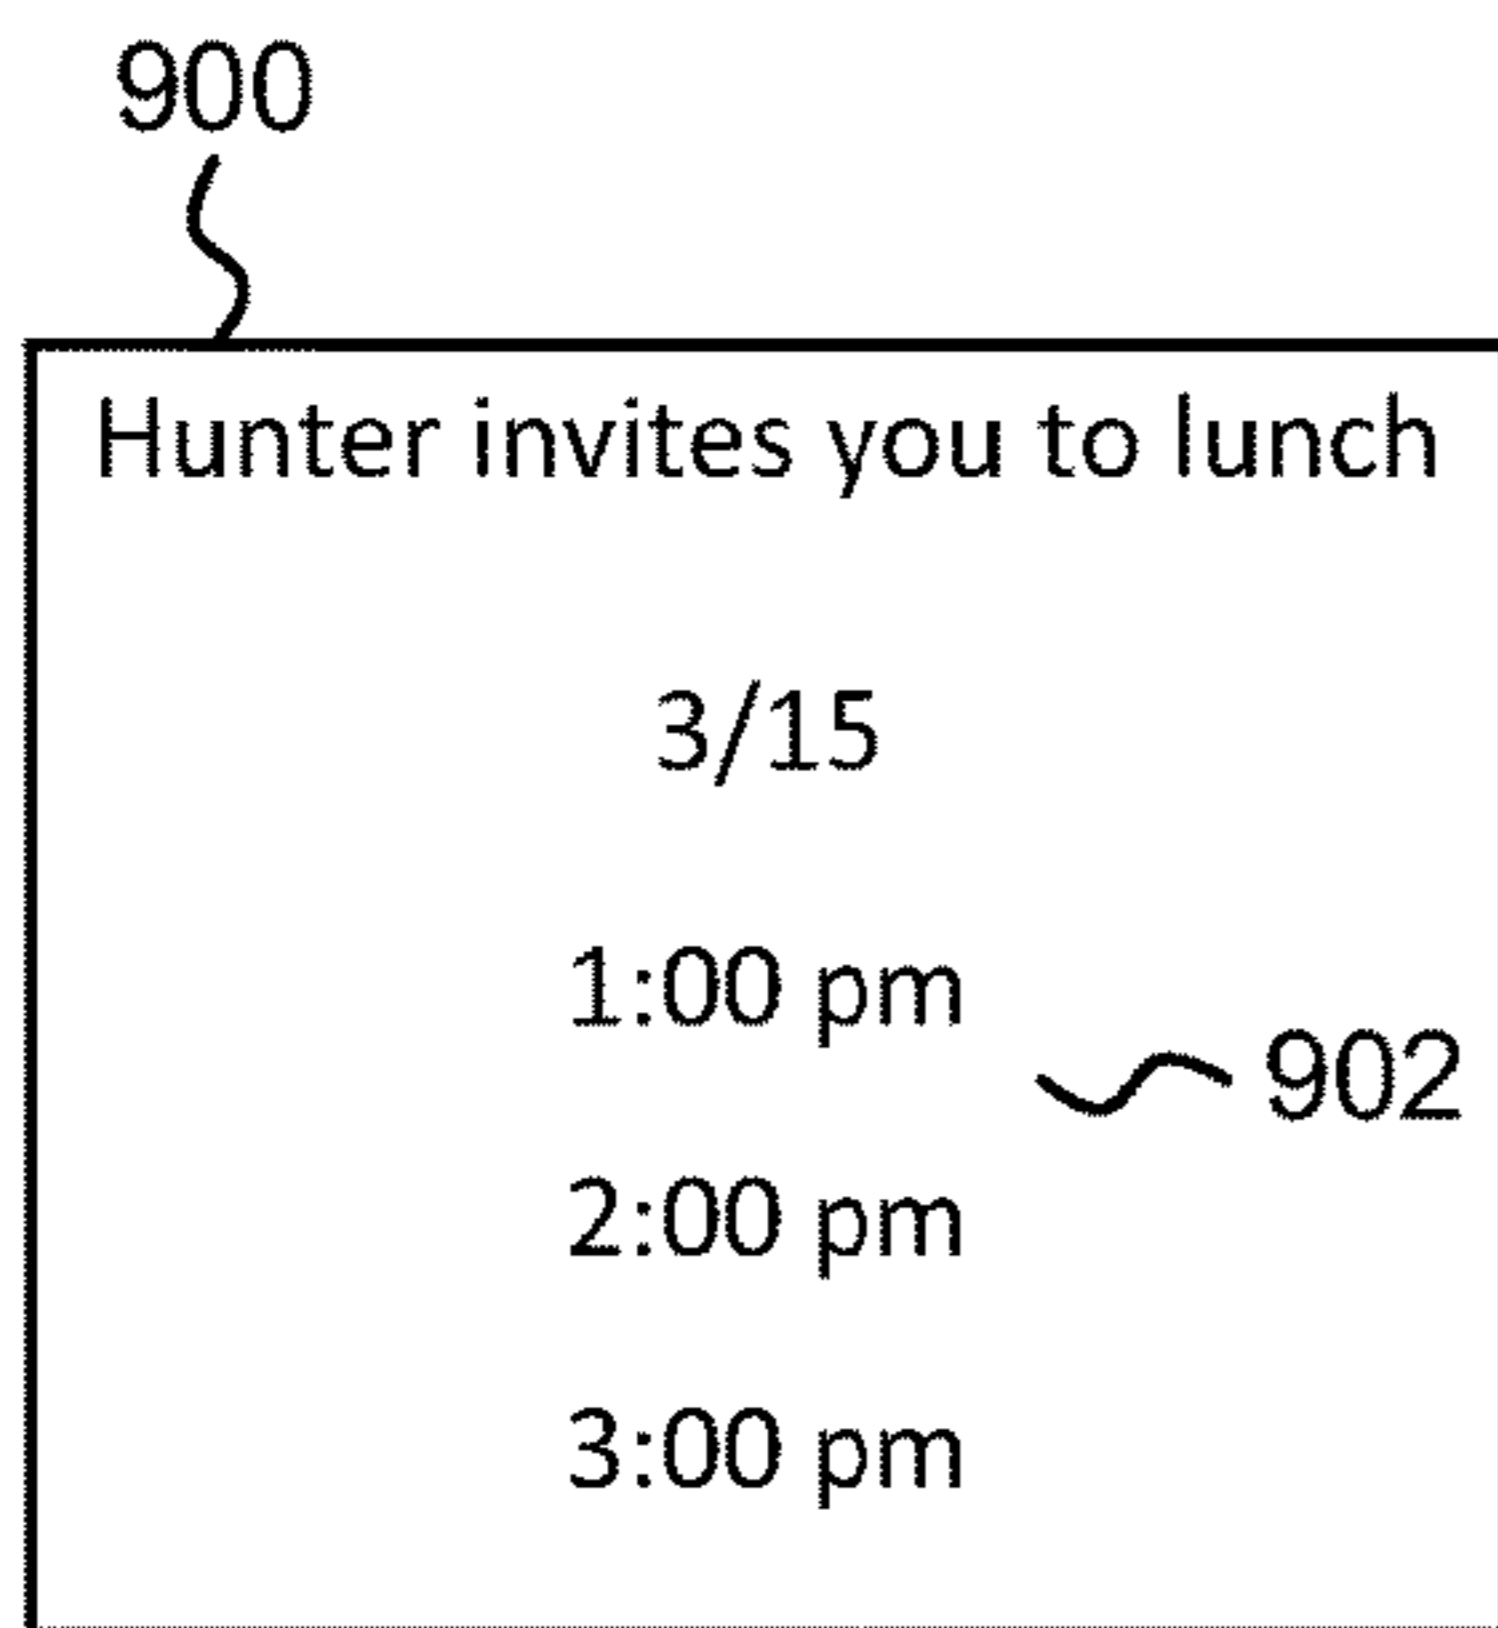 900
Hunter invites you to lunch
3/15
1:00 pm
902
2:00 pm
3:00 pm